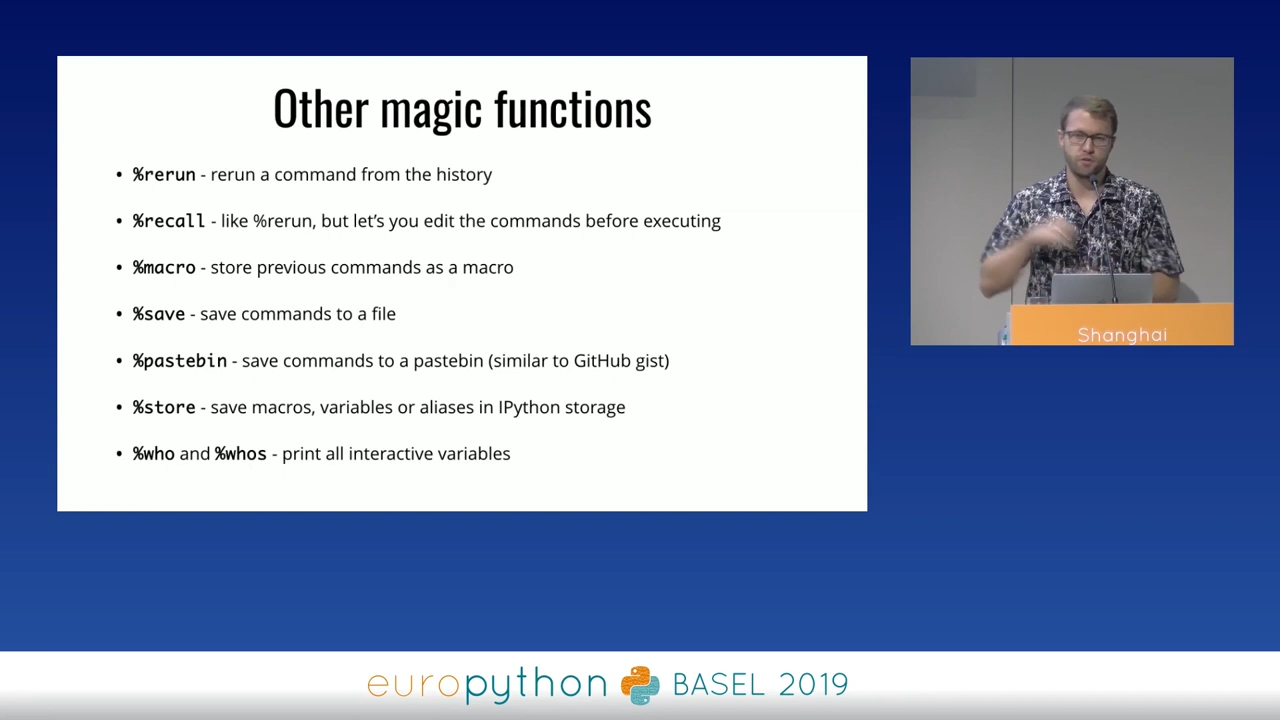 Other magic functions
• %rerun - rerun a command from the history
• %recall - like %rerun, but let's you edit the commands before executing
• %macro - store previous commands as a macro
• %save - save commands to a file
• %pastebin - save commands to a pastebin (similar to GitHub gist)
• %store - save macros, variables or aliases in IPython storage
• %who and %whos - print all interactive variables
Shanghai
europython BASEL 2019